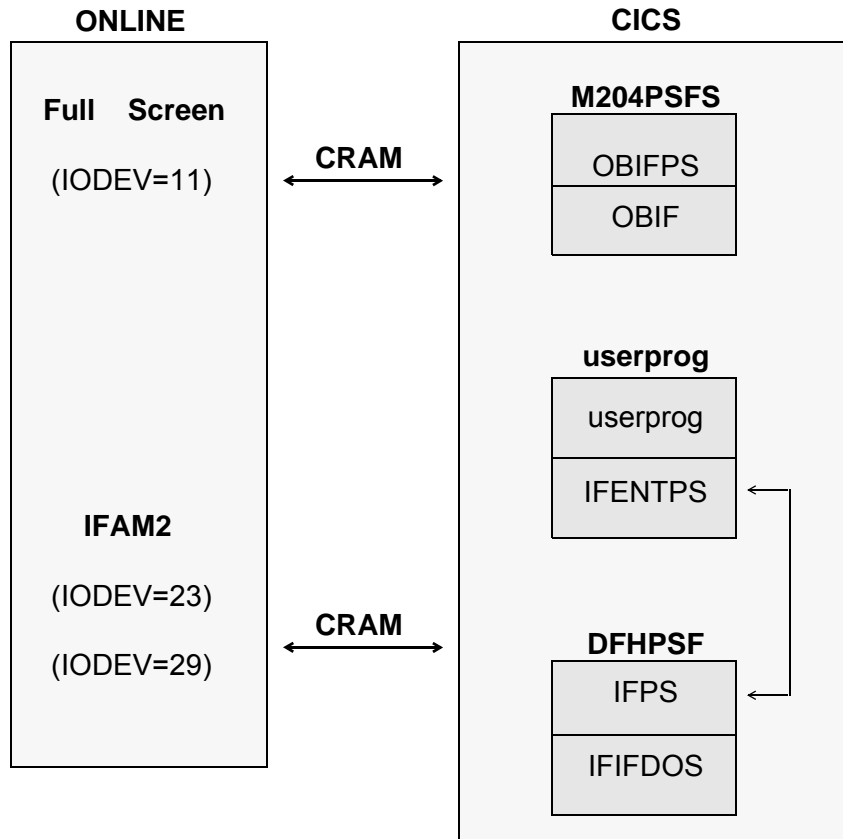 ONLINE
Full Screen
(IODEV=11)
IFAM2
(IODEV=23)
(IODEV=29)
CRAM
CRAM
CICS
M204PSFS
OBIFPS
OBIF
userprog
userprog
IFENTPS
DFHPSF
IFPS
IFIFDOS